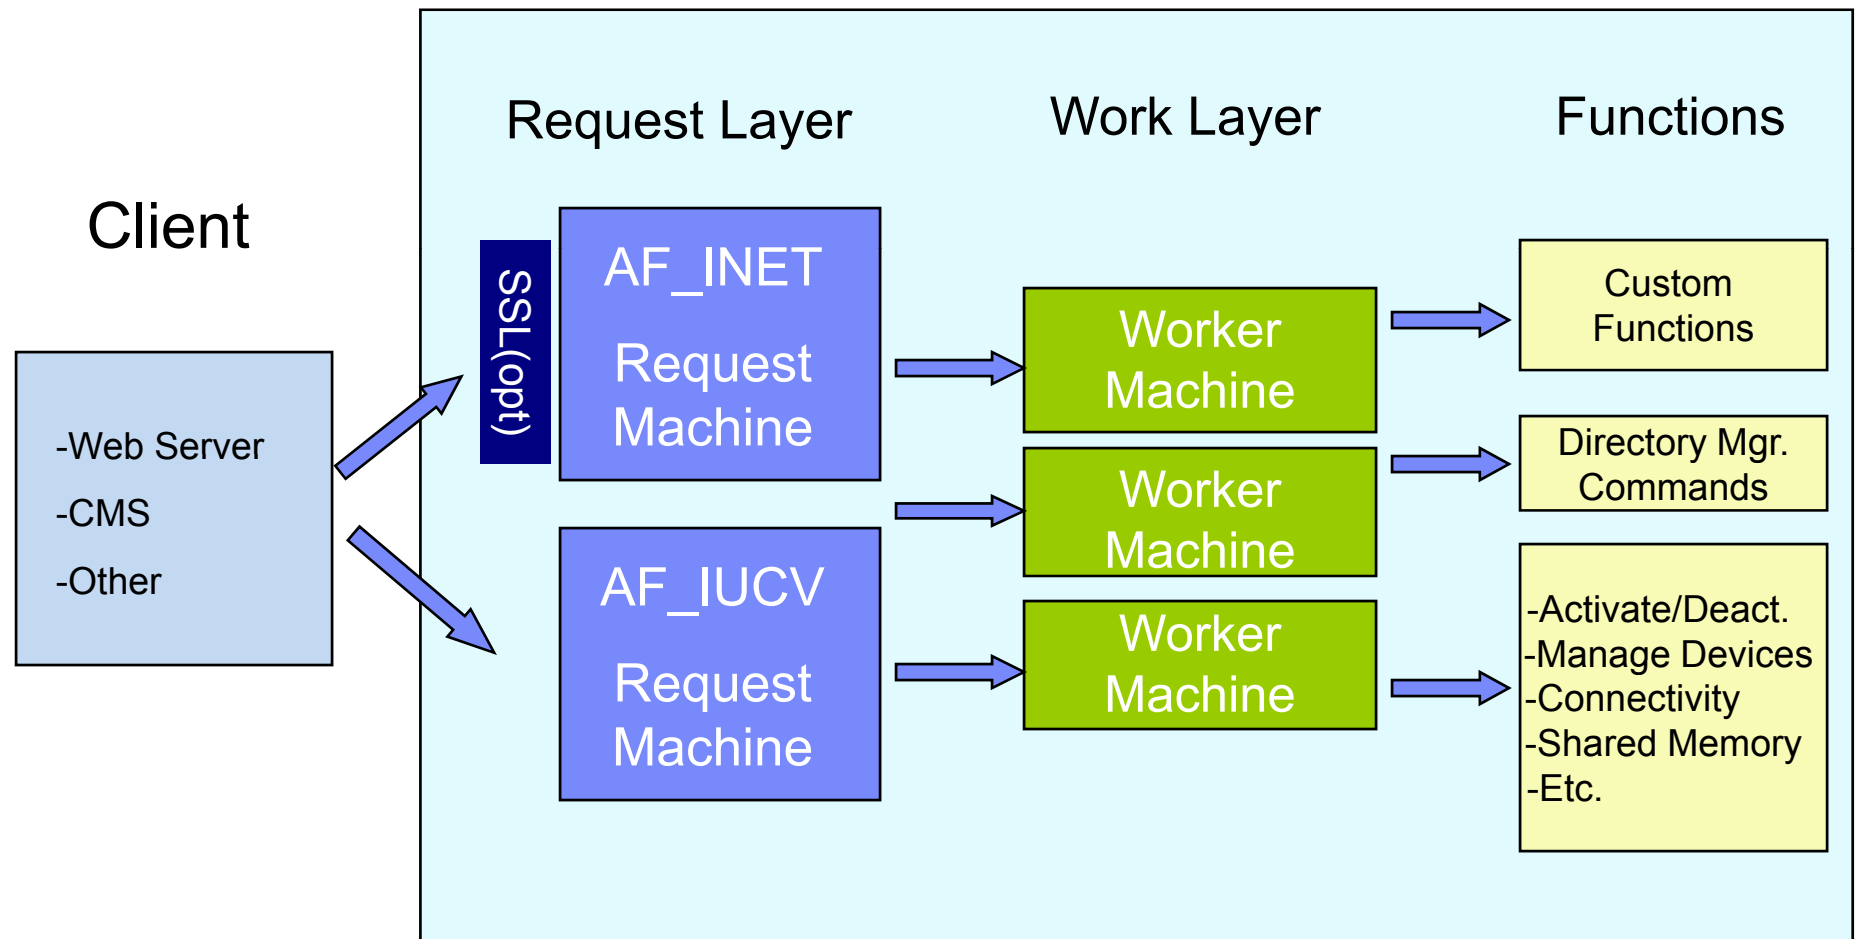 Client
-Web Server
-CMS
-Other
Request Layer
SSL(opt)
AF_INET
Request
Machine
AF_IUCV
Request
Machine
Work Layer
Worker
Machine
Worker
Machine
Worker
Machine
Functions
Custom
Functions
Directory Mgr.
Commands
-Activate/Deact.
-Manage Devices
-Connectivity
-Shared Memory
-Etc.